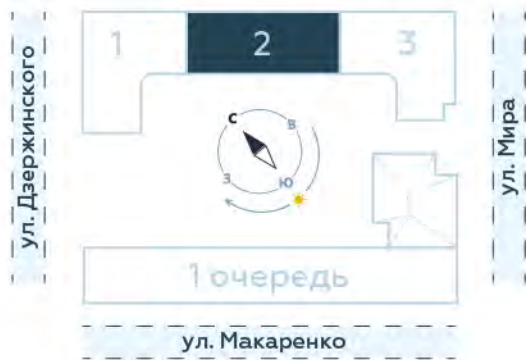 1
2
3
ул. Дзержинского
ул. Мира
С
В
З
Ю
1 очередь
ул. Макаренко